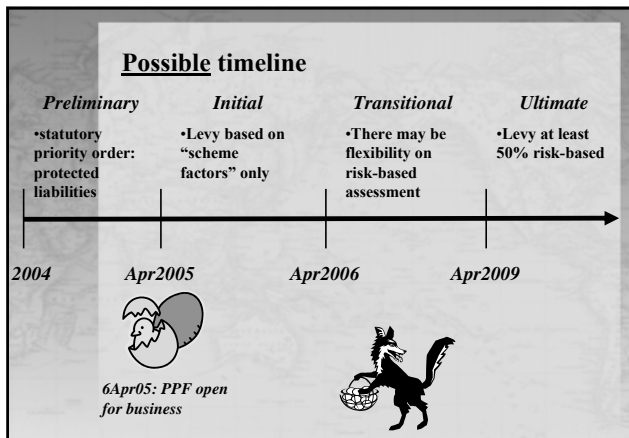 Possible timeline
Preliminary
Initial
Transitional
Ultimate
•statutory
priority order:
protected
liabilities
•Levy based on
“scheme
factors” only
•There may be
flexibility on
risk-based
assessment
•Levy at least
50% risk-based
2004
Apr2005
Apr2006
Apr2009
6Apr05: PPF open
for business